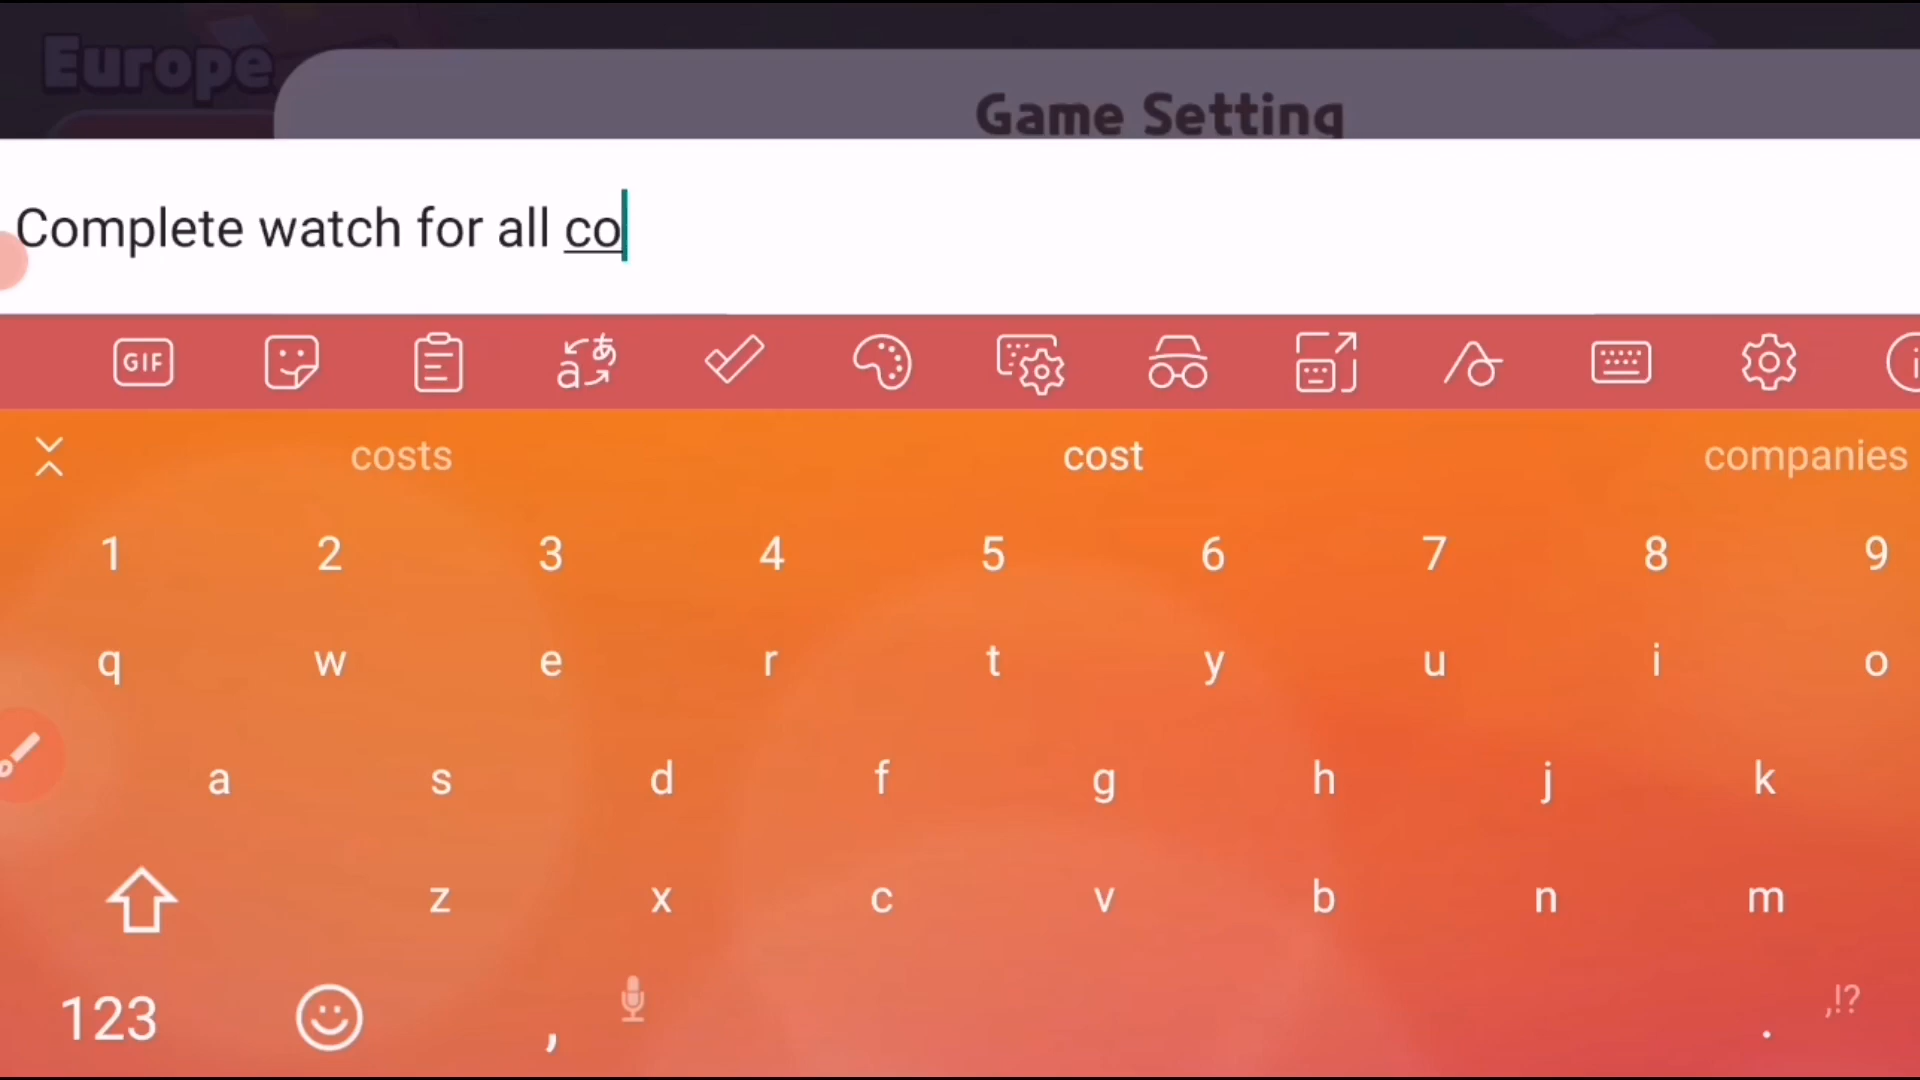 Europe
Game Setting
Complete watch for all co
GIF
costs cost companies
1 2 3 4 5 6 7 8 9
q w e r t y u i o
a s d f g h j k
z x c v b n m
123 , . ,!?